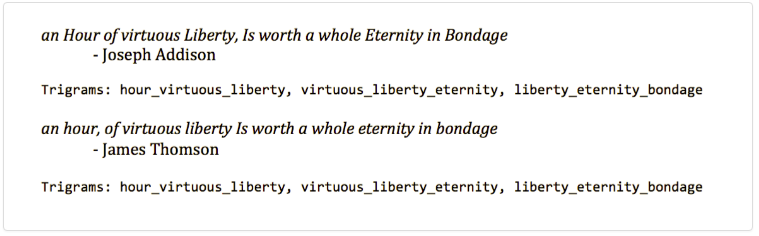 an Hour of virtuous Liberty, Is worth a whole Eternity in Bondage
- Joseph Addison
Trigrams: hour_virtuous_liberty, virtuous_liberty_eternity, liberty_eternity_bondage
an hour, of virtuous liberty Is worth a whole eternity in bondage
- James Thomson
Trigrams: hour_virtuous_liberty, virtuous_liberty_eternity, liberty_eternity_bondage